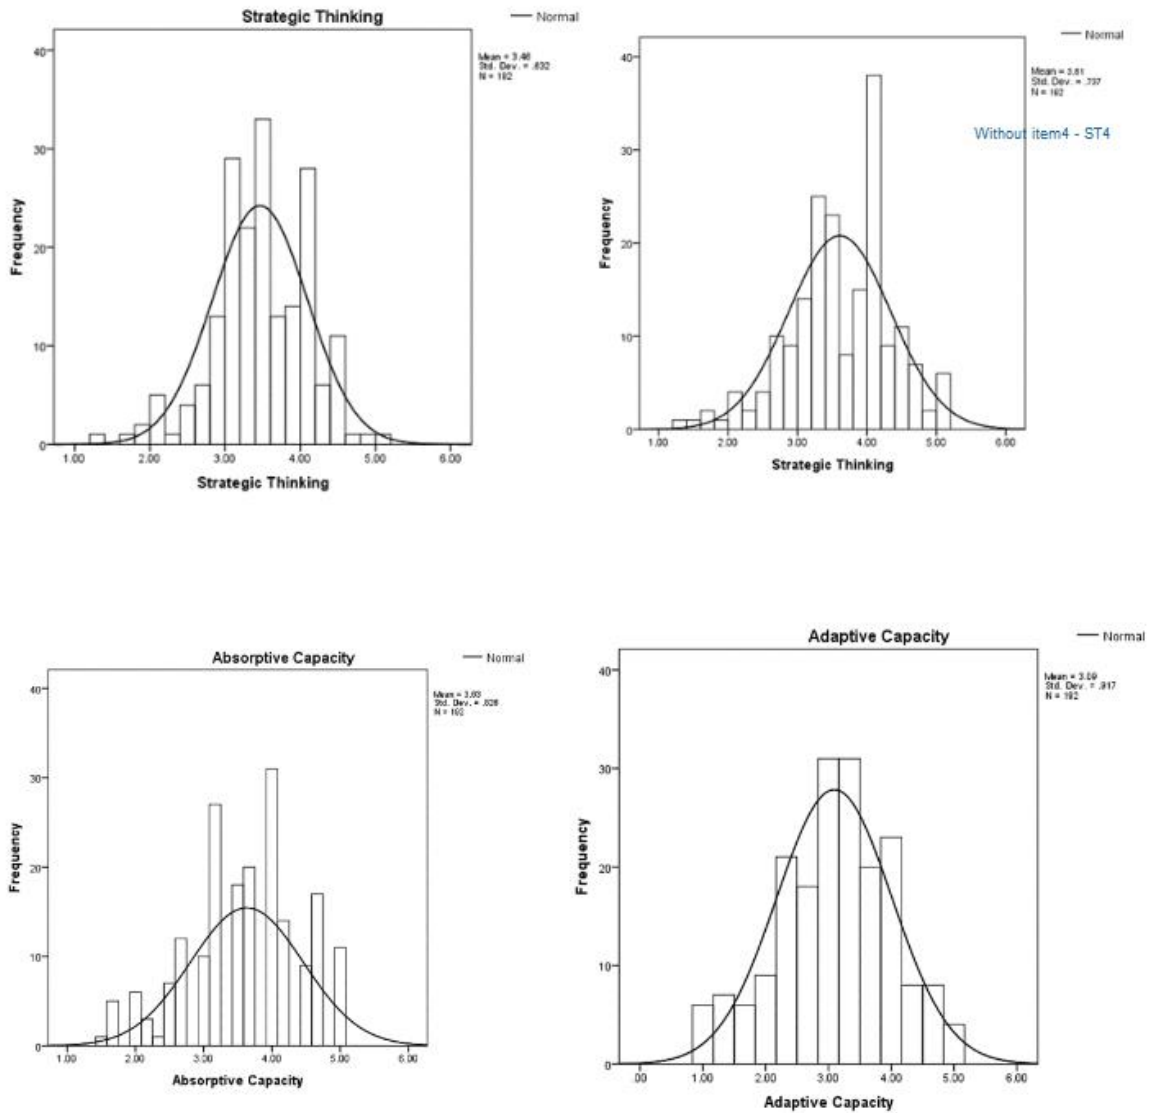 Strategic Thinking
Normal
Mean = 3.46
Std. Dev. = .632
N = 192
40
30
20
10
0
Frequency
1.00 2.00 3.00 4.00 5.00 6.00
Strategic Thinking
Normal
Mean = 3.61
Std. Dev. = .737
N = 192
Without item4 - ST4
40
30
20
10
0
Frequency
1.00 2.00 3.00 4.00 5.00 6.00
Strategic Thinking
Absorptive Capacity
Normal
Mean = 3.63
Std. Dev. =
N = 192
40
30
20
10
0
Frequency
1.00 2.00 3.00 4.00 5.00 6.00
Absorptive Capacity
Adaptive Capacity
Normal
Mean = 3.09
Std. Dev. = .917
N = 192
40
30
20
10
0
Frequency
.00 1.00 2.00 3.00 4.00 5.00 6.00
Adaptive Capacity